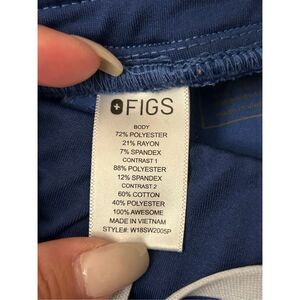 FIGS
BODY
72% POLYESTER
21% RAYON
7% SPANDEX
CONTRAST 1
88% POLYESTER
12% SPANDEX
CONTRAST 2
60% COTTON
40% POLYESTER
100% AWESOME
MADE IN VIETNAM
STYLE#: W18SW2005P